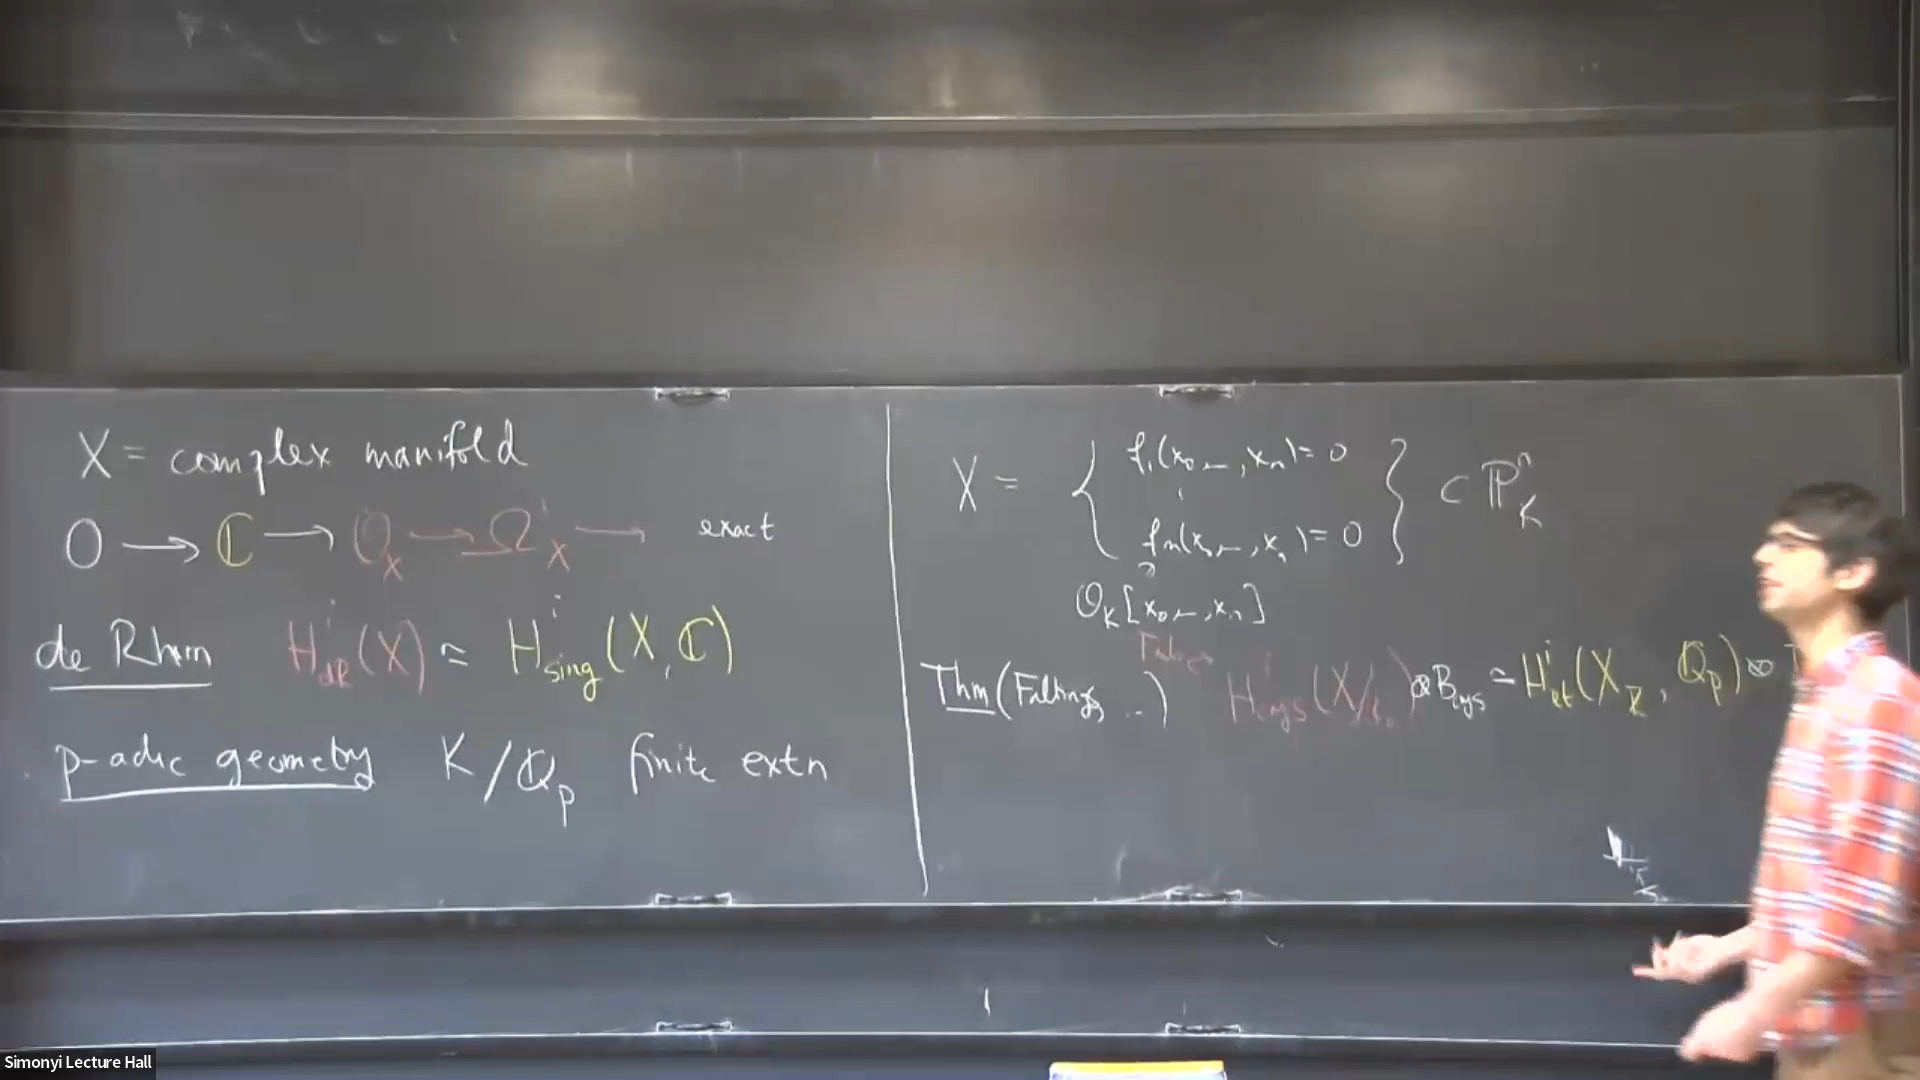 X = complex manifold
0 → ℂ → O_X → Ω^1_X → exact
de Rham H^i_dR(X) ≃ H^i_sing(X, ℂ)
p-adic geometry K/ℚ_p finite extn
X = { f_1(x_0, –, x_n) = 0
⋮
f_m(x_0, –, x_n) = 0 } ⊂ ℙ^n_K
O_K[x_0, –, x_n]
Thm (Faltings, ..) H^i_crys(X/k_0) ⊗ B_crys ≃ H^i_et(X_K̄, ℚ_p) ⊗
Simonyi Lecture Hall